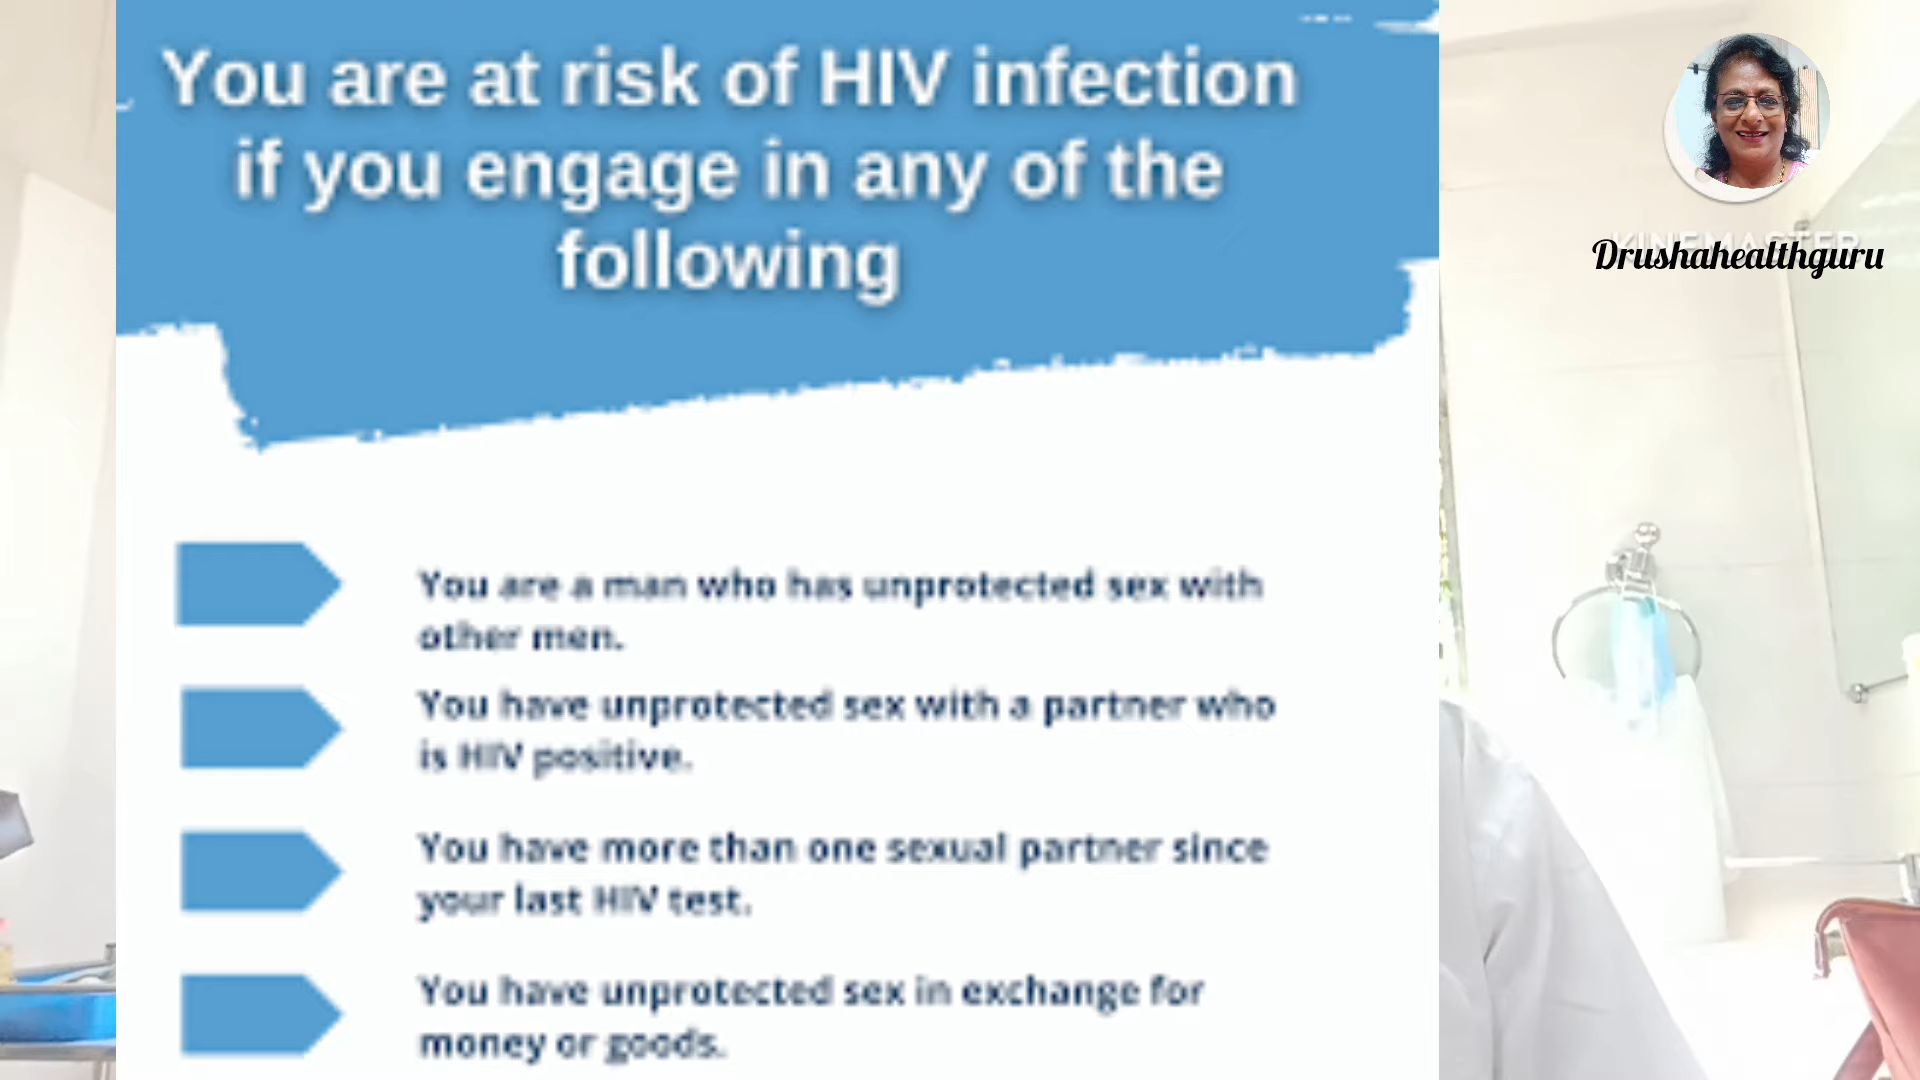 You are at risk of HIV infection
if you engage in any of the
following
KINEMASTER
Drushahealthguru
You are a man who has unprotected sex with
other men.
You have unprotected sex with a partner who
is HIV positive.
You have more than one sexual partner since
your last HIV test.
You have unprotected sex in exchange for
money or goods.